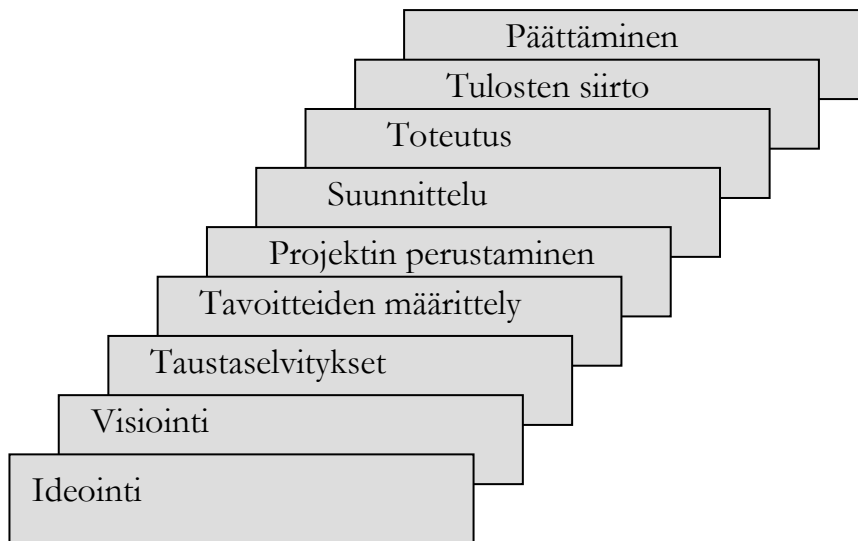 Päättäminen
Tulosten siirto
Toteutus
Suunnittelu
Projektin perustaminen
Tavoitteiden määrittely
Taustaselvitykset
Visiointi
Ideointi